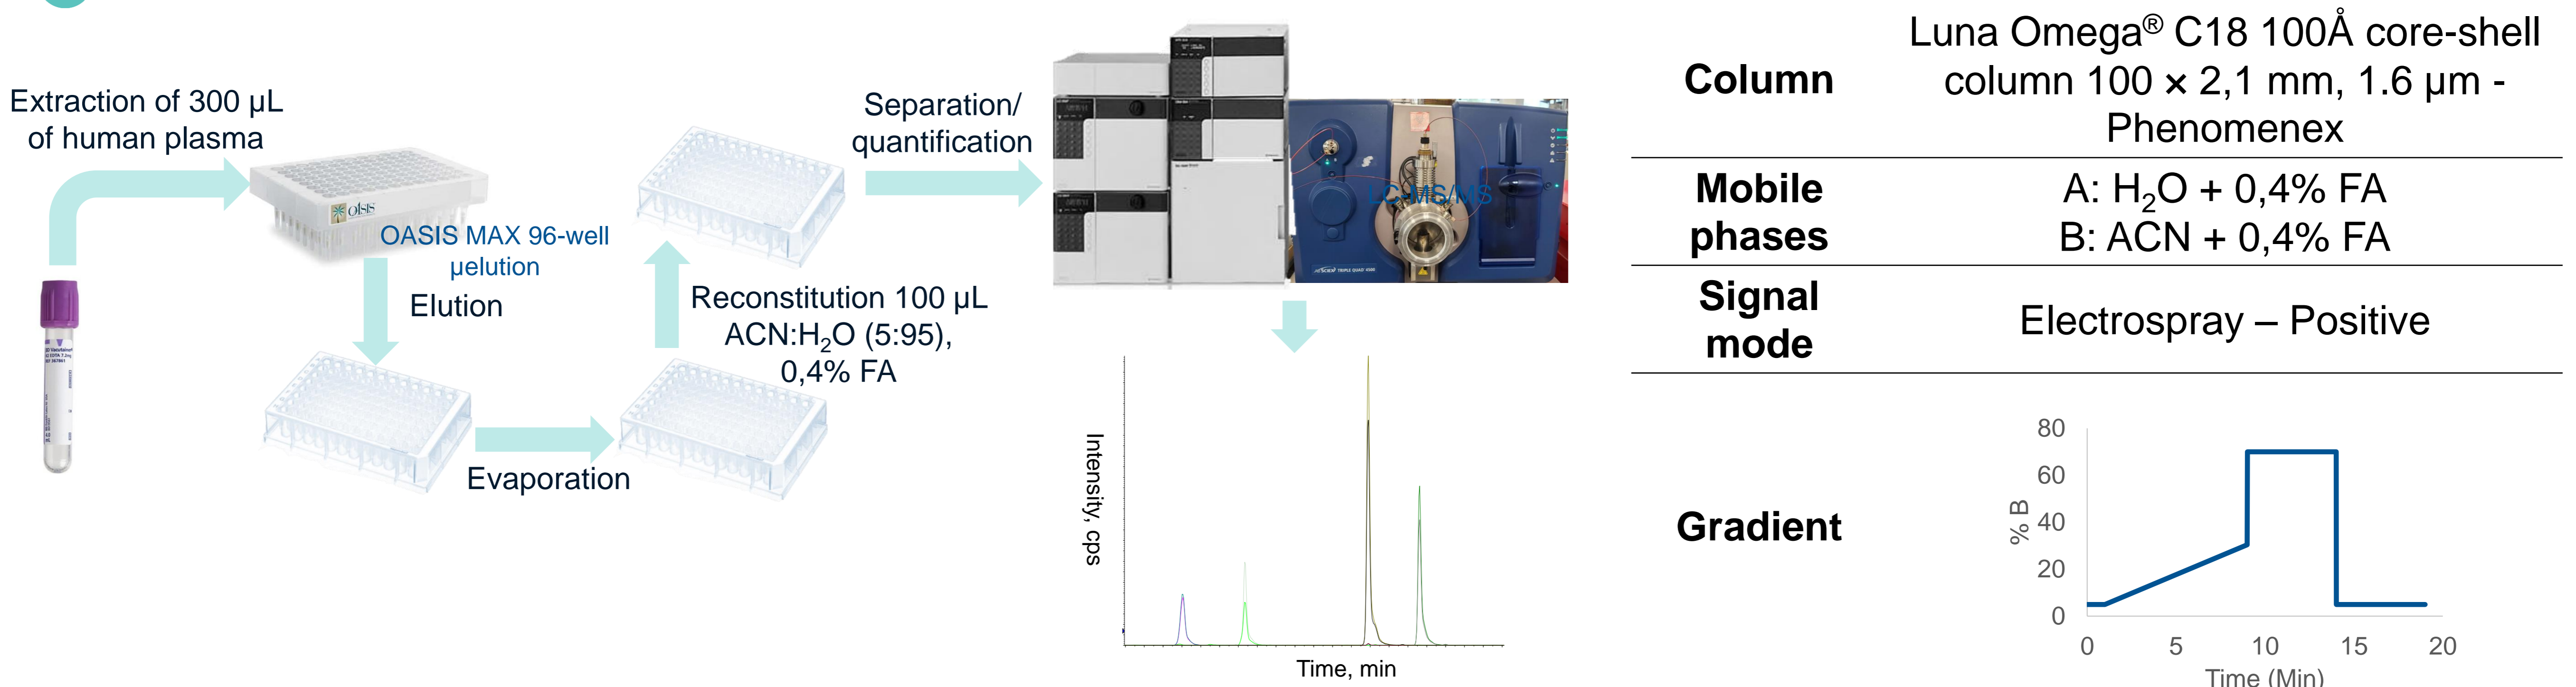 Extraction of 300 µL
of human plasma
OASIS
OASIS MAX 96-well
µelution
Elution
Evaporation
Reconstitution 100 µL
ACN:H₂O (5:95),
0,4% FA
Separation/
quantification
LC-MS/MS
SCIEX TRIPLE QUAD
Intensity, cps
Time, min
Column
Luna Omega® C18 100Å core-shell
column 100 × 2,1 mm, 1.6 µm -
Phenomenex
Mobile
phases
A: H₂O + 0,4% FA
B: ACN + 0,4% FA
Signal
mode
Electrospray – Positive
Gradient
% B
80
60
40
20
0
0 5 10 15 20
Time (Min)